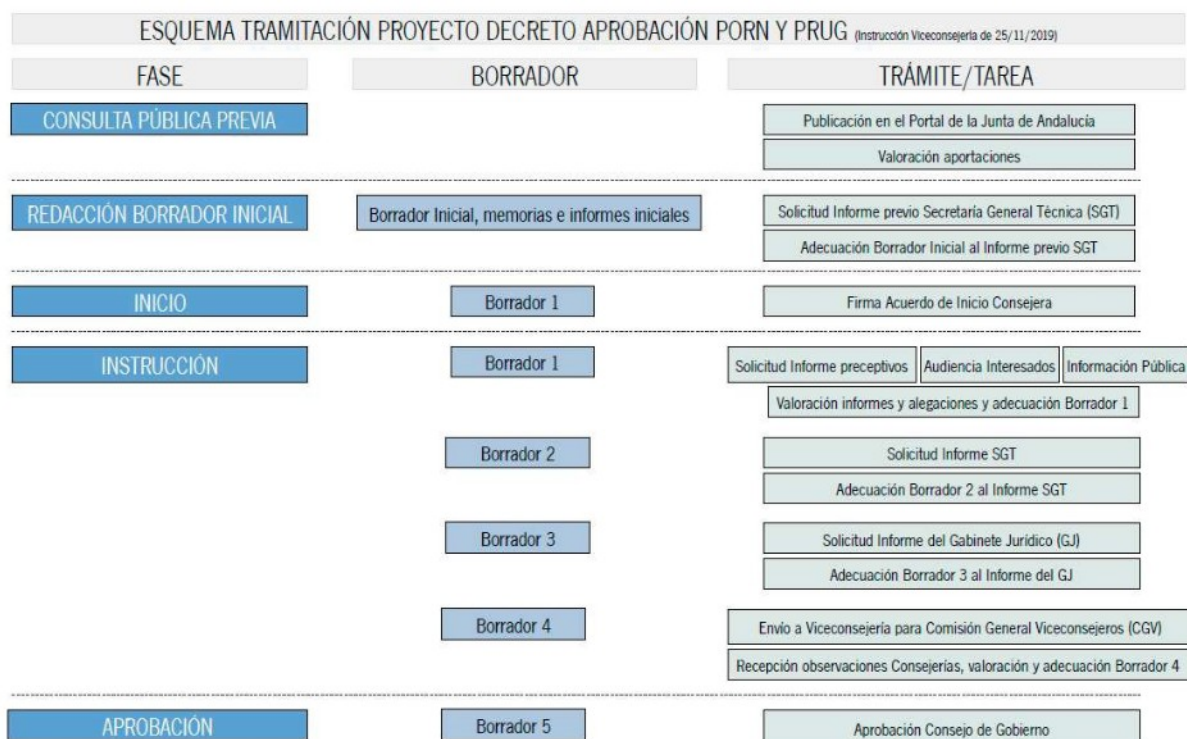 ESQUEMA TRAMITACIÓN PROYECTO DECRETO APROBACIÓN PORN Y PRUG (Instrucción Viceconsejería de 25/11/2019)
FASE BORRADOR TRÁMITE/TAREA
CONSULTA PÚBLICA PREVIA Publicación en el Portal de la Junta de Andalucía
Valoración aportaciones
REDACCIÓN BORRADOR INICIAL Borrador Inicial, memorias e informes iniciales Solicitud Informe previo Secretaría General Técnica (SGT)
Adecuación Borrador Inicial al Informe previo SGT
INICIO Borrador 1 Firma Acuerdo de Inicio Consejera
INSTRUCCIÓN Borrador 1 Solicitud Informe preceptivos Audiencia Interesados Información Pública
Valoración informes y alegaciones y adecuación Borrador 1
Borrador 2 Solicitud Informe SGT
Adecuación Borrador 2 al Informe SGT
Borrador 3 Solicitud Informe del Gabinete Jurídico (GJ)
Adecuación Borrador 3 al Informe del GJ
Borrador 4 Envío a Viceconsejería para Comisión General Viceconsejeros (CGV)
Recepción observaciones Consejerías, valoración y adecuación Borrador 4
APROBACIÓN Borrador 5 Aprobación Consejo de Gobierno